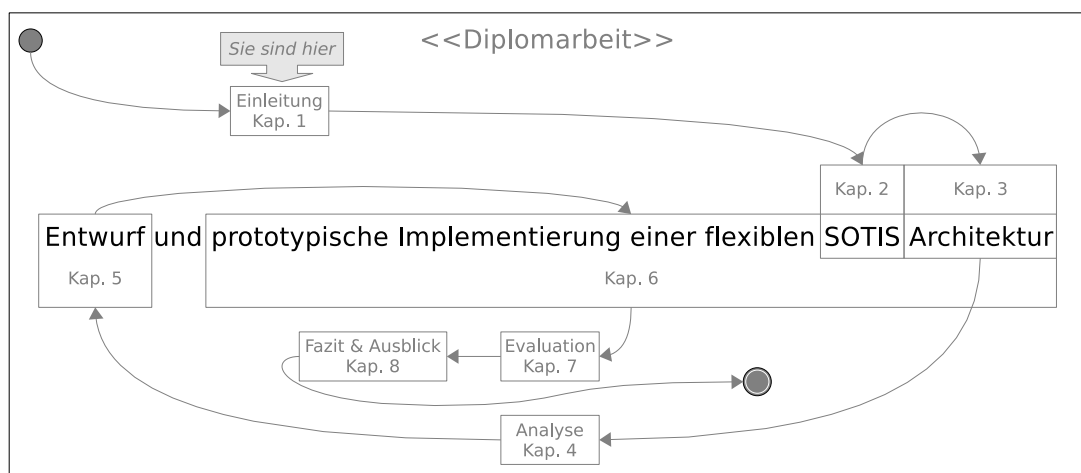 <<Diplomarbeit>>
Sie sind hier
Einleitung
Kap. 1
Kap. 2
Kap. 3
Entwurf und prototypische Implementierung einer flexiblen SOTIS Architektur
Kap. 5
Kap. 6
Fazit & Ausblick
Kap. 8
Evaluation
Kap. 7
Analyse
Kap. 4